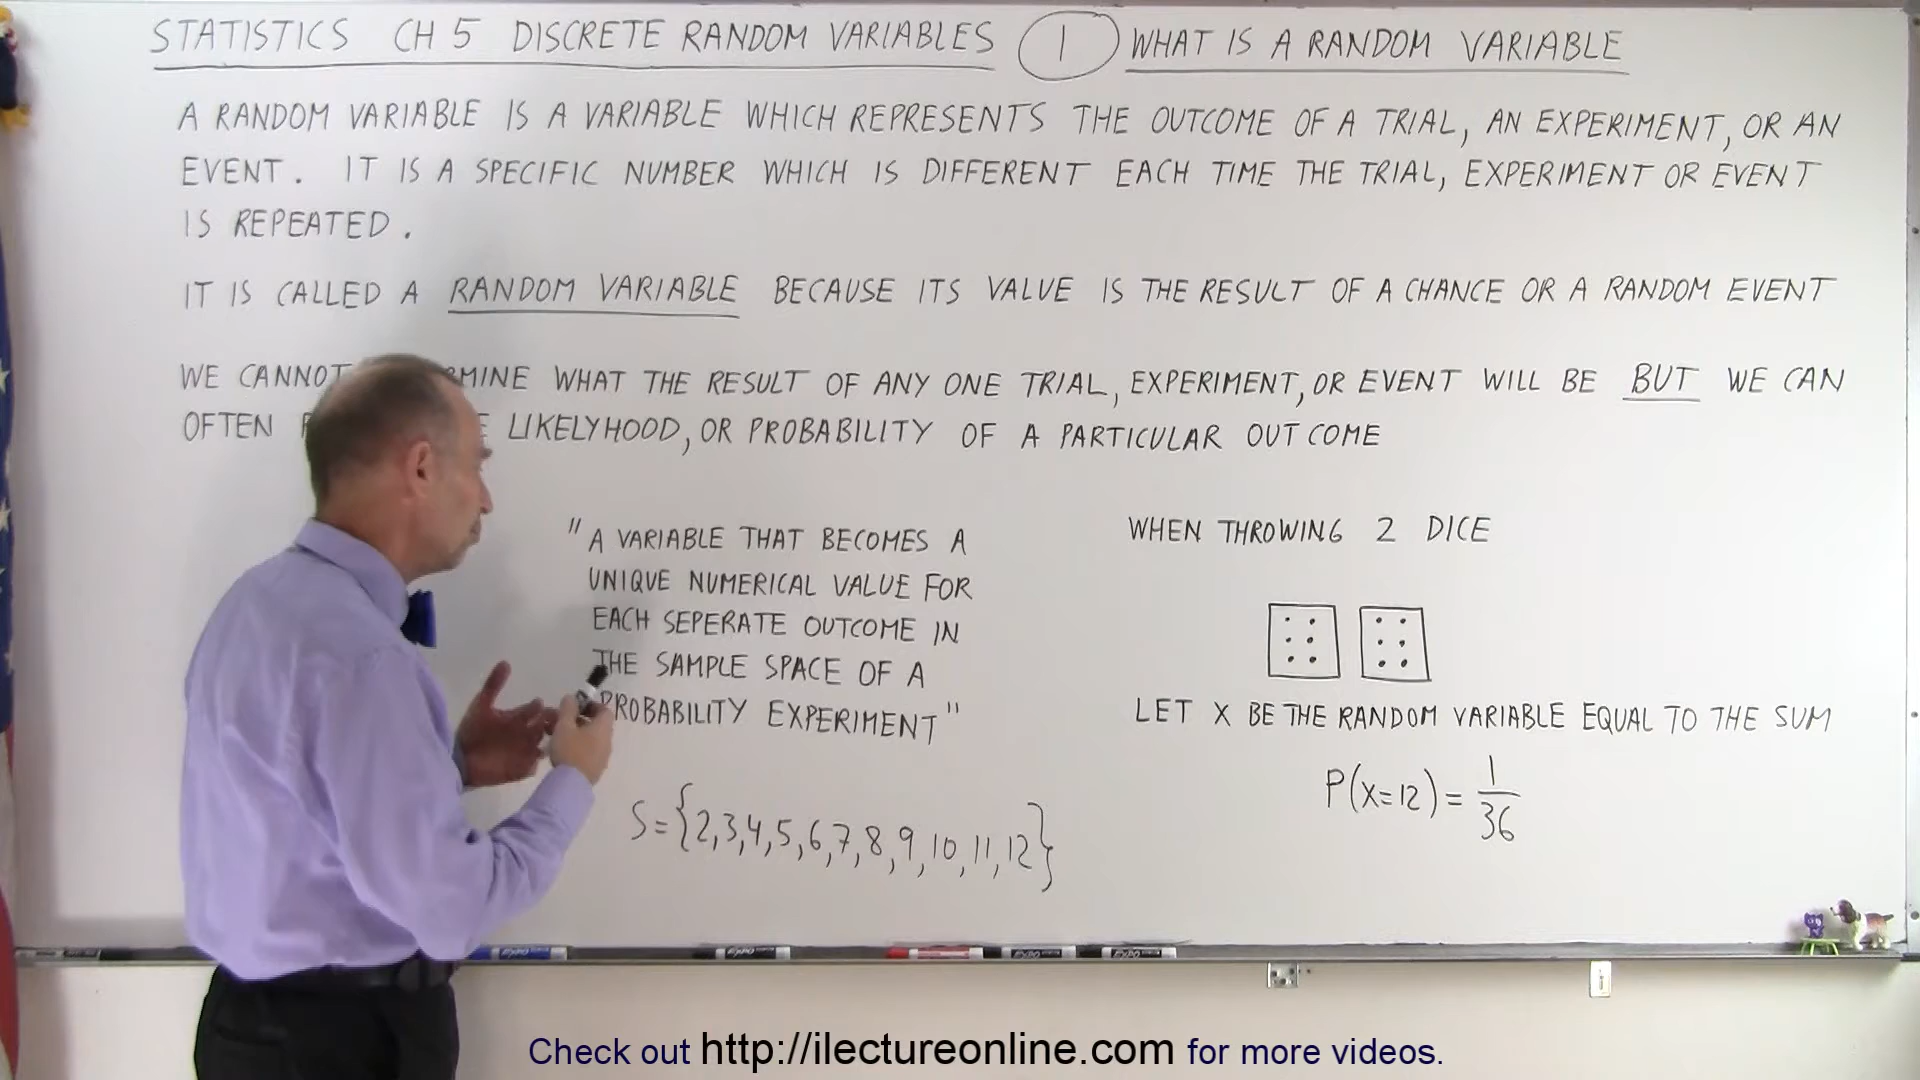 STATISTICS CH 5 DISCRETE RANDOM VARIABLES 1 WHAT IS A RANDOM VARIABLE
A RANDOM VARIABLE IS A VARIABLE WHICH REPRESENTS THE OUTCOME OF A TRIAL, AN EXPERIMENT, OR AN
EVENT. IT IS A SPECIFIC NUMBER WHICH IS DIFFERENT EACH TIME THE TRIAL, EXPERIMENT OR EVENT
IS REPEATED.
IT IS CALLED A RANDOM VARIABLE BECAUSE ITS VALUE IS THE RESULT OF A CHANCE OR A RANDOM EVENT
WE CANNOT WHAT THE RESULT OF ANY ONE TRIAL, EXPERIMENT, OR EVENT WILL BE BUT WE CAN
OFTEN LIKELYHOOD, OR PROBABILITY OF A PARTICULAR OUTCOME
"A VARIABLE THAT BECOMES A
UNIQUE NUMERICAL VALUE FOR
EACH SEPERATE OUTCOME IN
THE SAMPLE SPACE OF A
PROBABILITY EXPERIMENT"
S={2,3,4,5,6,7,8,9,10,11,12}
WHEN THROWING 2 DICE
LET X BE THE RANDOM VARIABLE EQUAL TO THE SUM
P(X=12)=1/36
Check out http://ilectureonline.com for more videos.